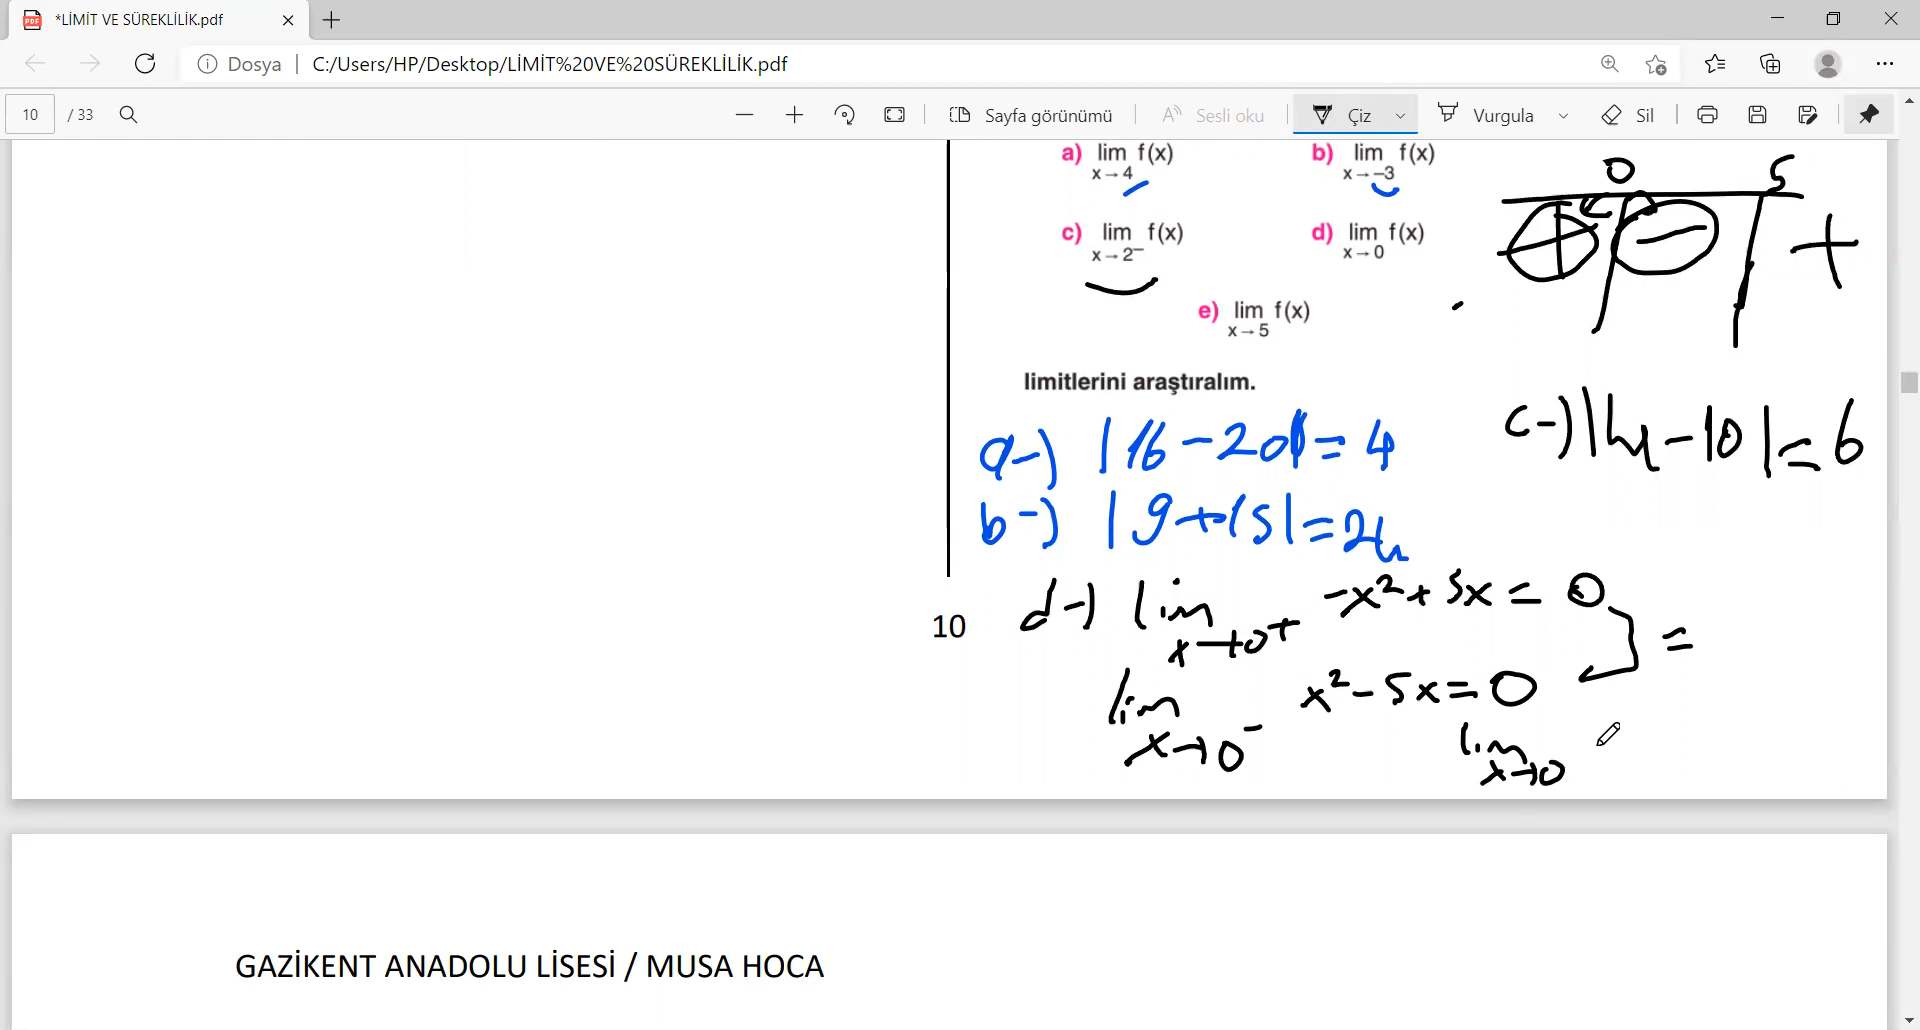 *LİMİT VE SÜREKLİLİK.pdf
Dosya | C:/Users/HP/Desktop/LİMİT%20VE%20SÜREKLİLİK.pdf
10 / 33
Sayfa görünümü
Sesli oku
Çiz
Vurgula
Sil
a) lim f(x)
x→4
b) lim f(x)
x→-3
c) lim f(x)
x→2⁻
d) lim f(x)
x→0
e) lim f(x)
x→5
limitlerini araştıralım.
0 5
+ - +
c-) |4-10|=6
a-) |16-20|=4
b-) |9+15|=24
d-) lim -x²+5x=0
x→0⁺
=
lim x²-5x=0
x→0⁻
lim
x→0
10
GAZİKENT ANADOLU LİSESİ / MUSA HOCA